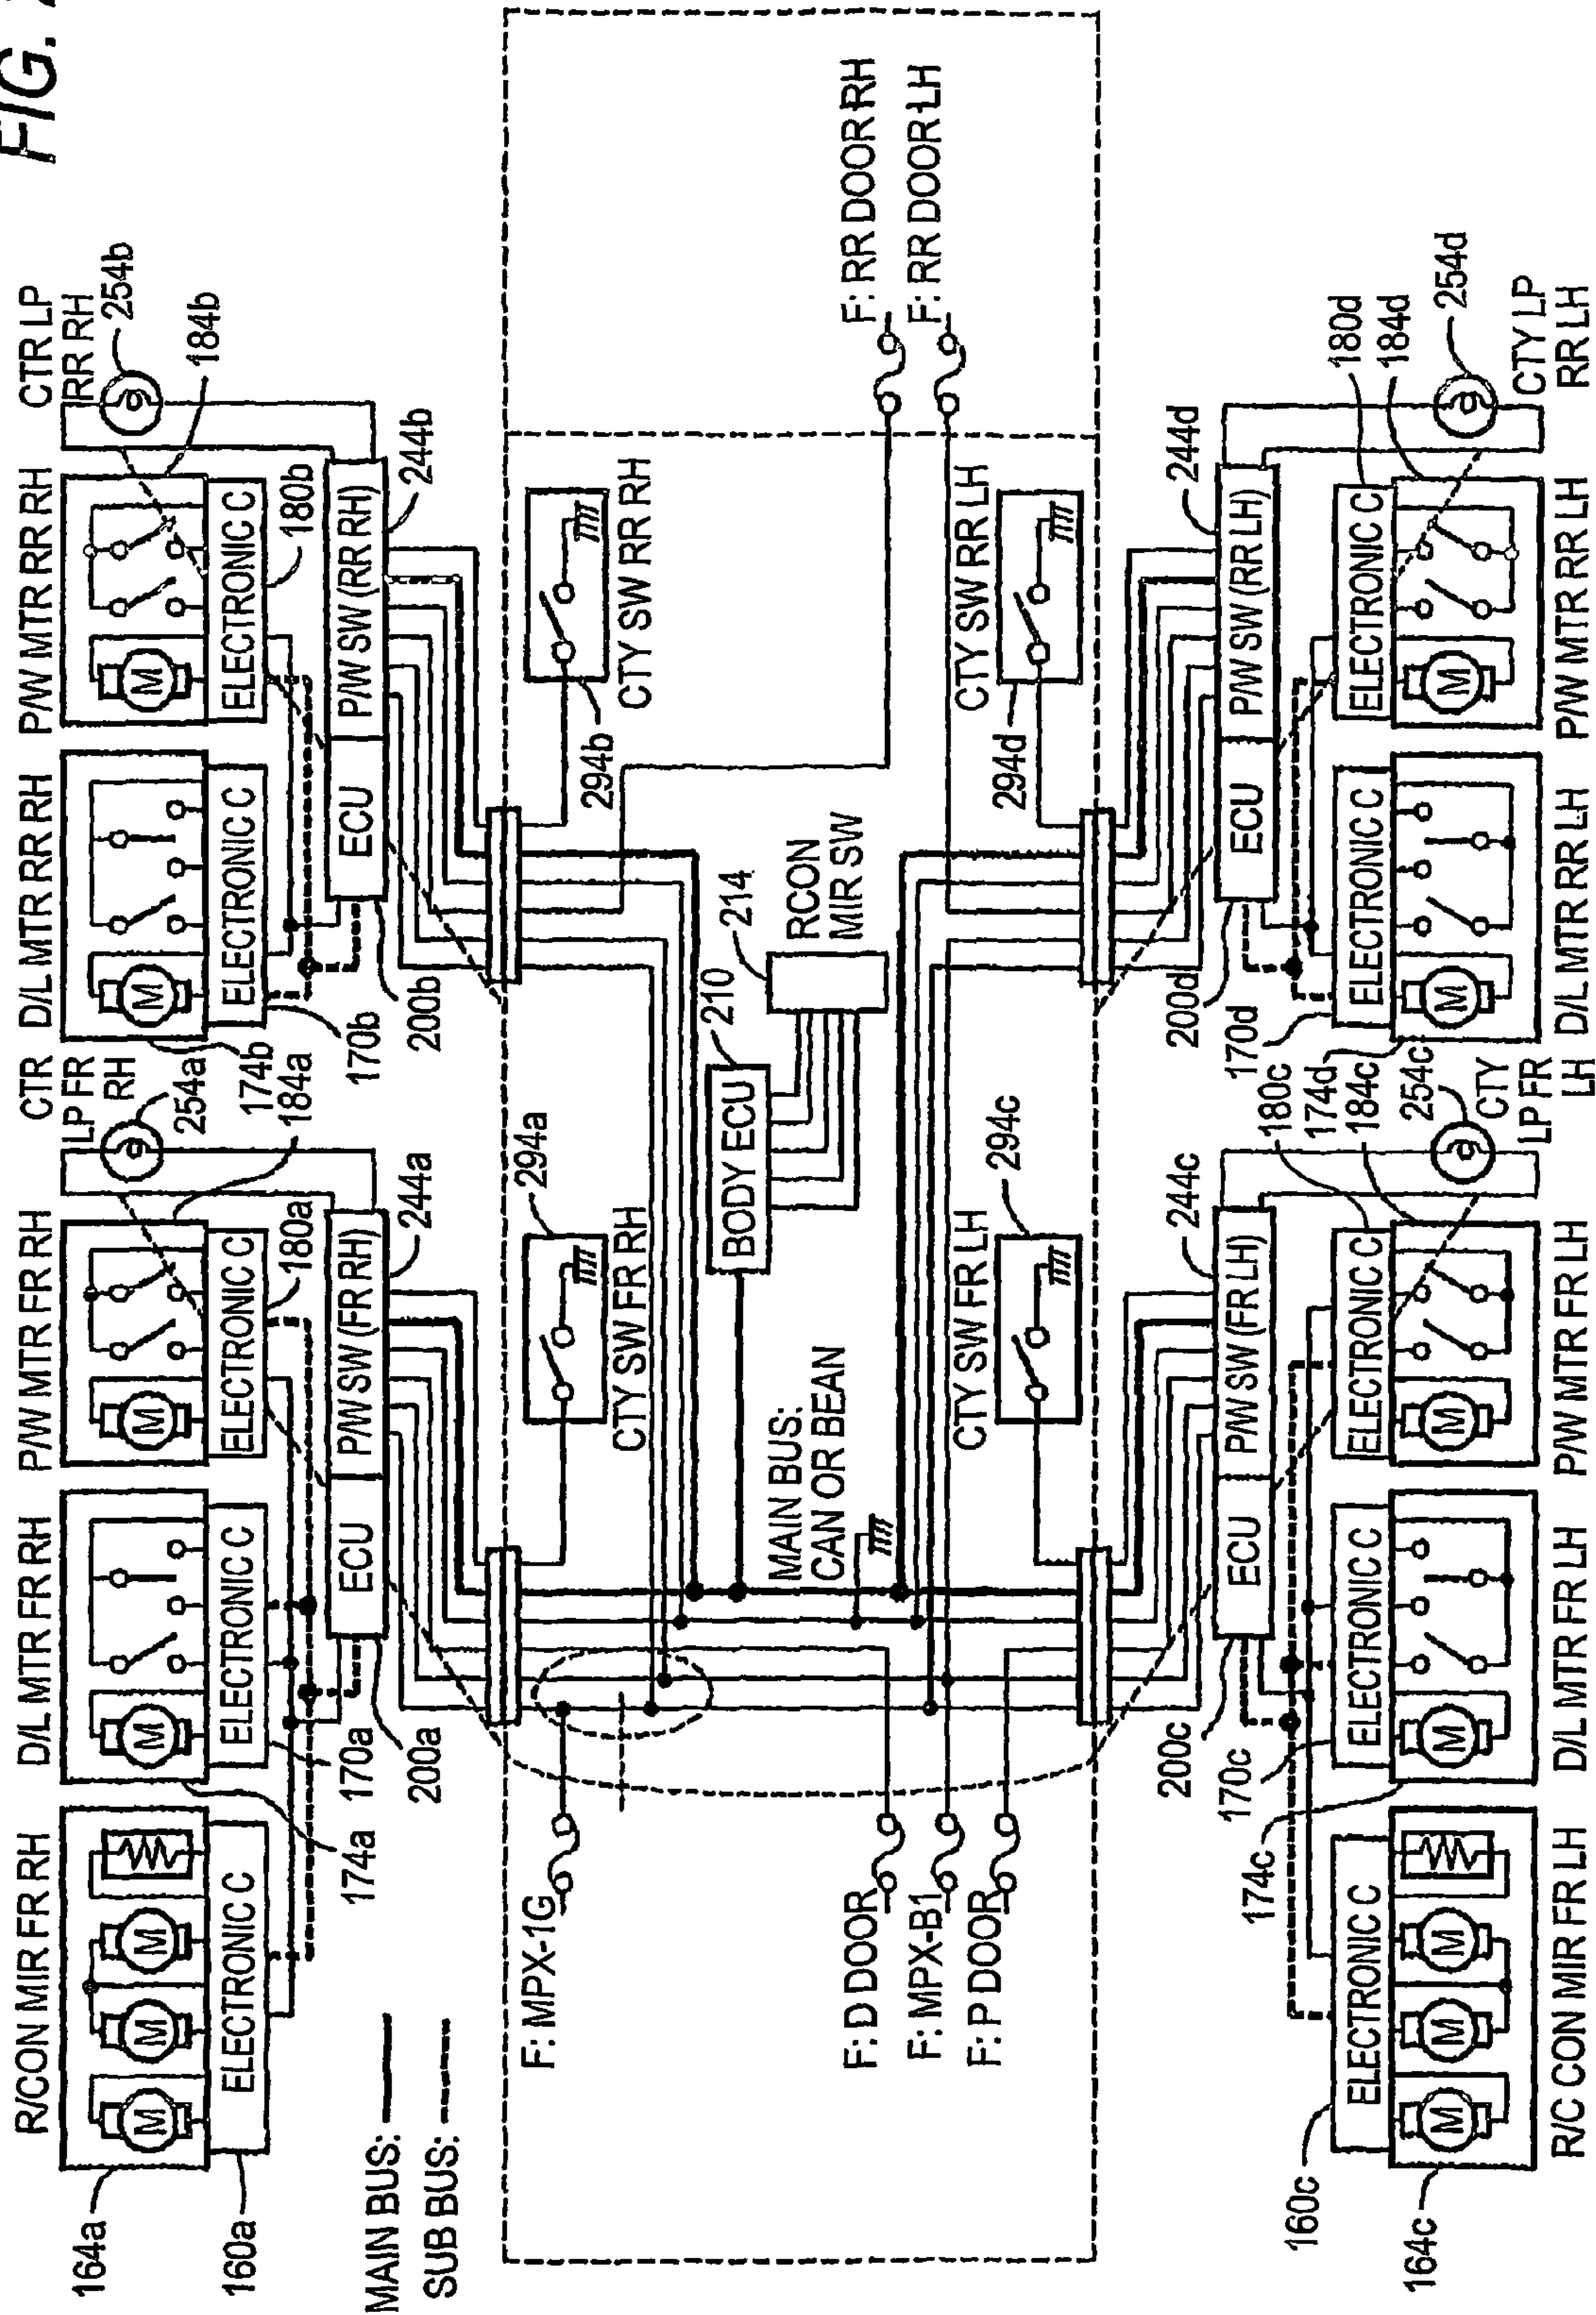 FIG.
R/CON MIR FR RH
D/L MTR FR RH
P/W MTR FR RH
CTR
LP FR
RH
D/L MTR RR RH
P/W MTR RR RH
CTR LP
RR RH
164a
M
M
M
ELECTRONIC C
160a
M
ELECTRONIC C
174a
170a
M
ELECTRONIC C
180a
184a
254a
M
ELECTRONIC C
174b
170b
M
ELECTRONIC C
180b
184b
254b
ECU
P/W SW (FR RH)
200a
244a
ECU
P/W SW (RR RH)
200b
244b
MAIN BUS:
SUB BUS:
F: MPX-1G
294a
CTY SW FR RH
294b
CTY SW RR RH
BODY ECU
210
214
RCON
MIR SW
MAIN BUS:
CAN OR BEAN
F: D DOOR
F: MPX-B1
F: P DOOR
F: RR DOOR RH
F: RR DOOR LH
CTY SW FR LH
294c
CTY SW RR LH
294d
200c
ECU
P/W SW (FR LH)
244c
200d
ECU
P/W SW (RR LH)
244d
160c
ELECTRONIC C
M
M
M
164c
174c
170c
ELECTRONIC C
M
180c
ELECTRONIC C
M
184c
254c
170d
174d
ELECTRONIC C
M
180d
ELECTRONIC C
M
184d
254d
R/C CON MIR FR LH
D/L MTR FR LH
P/W MTR FR LH
CTY
LP FR
LH
D/L MTR RR LH
P/W MTR RR LH
CTY LP
RR LH